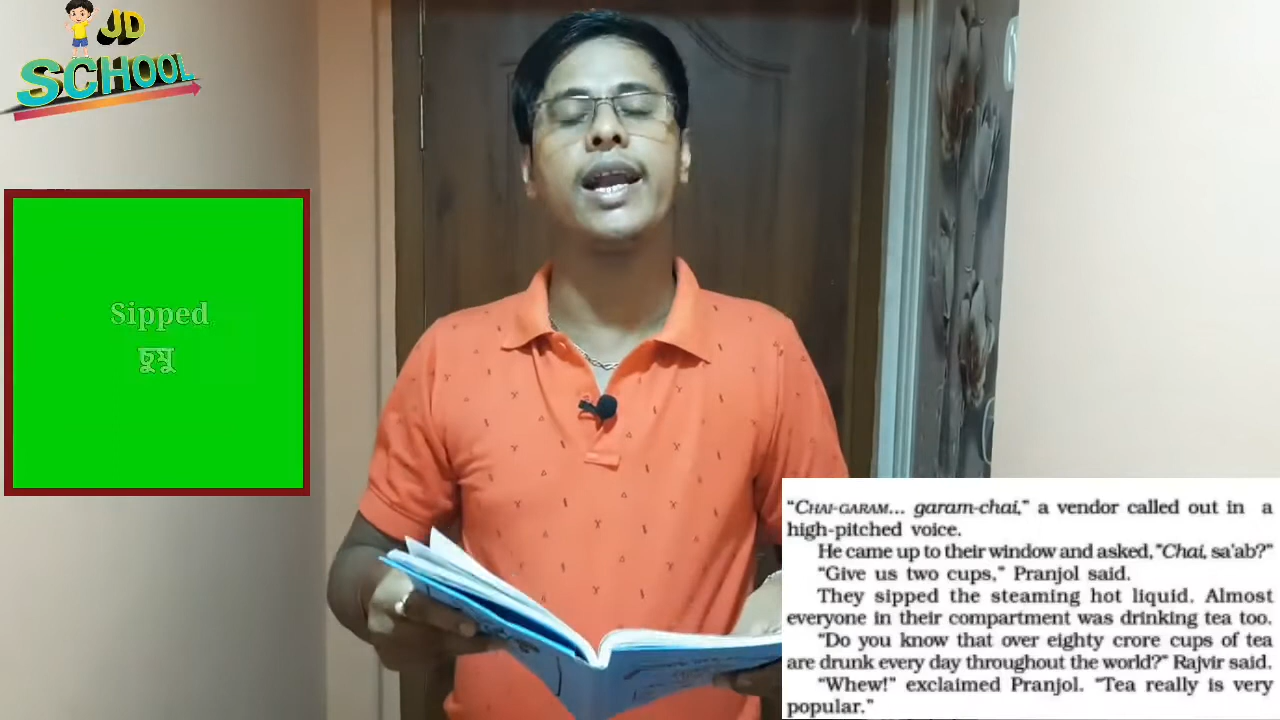 JD
SCHOOL
Sipped
চুমু
“CHAI-GARAM... garam-chai,” a vendor called out in a
high-pitched voice.
He came up to their window and asked, “Chai, sa'ab?”
“Give us two cups,” Pranjol said.
They sipped the steaming hot liquid. Almost
everyone in their compartment was drinking tea too.
“Do you know that over eighty crore cups of tea
are drunk every day throughout the world?” Rajvir said.
“Whew!” exclaimed Pranjol. “Tea really is very
popular.”